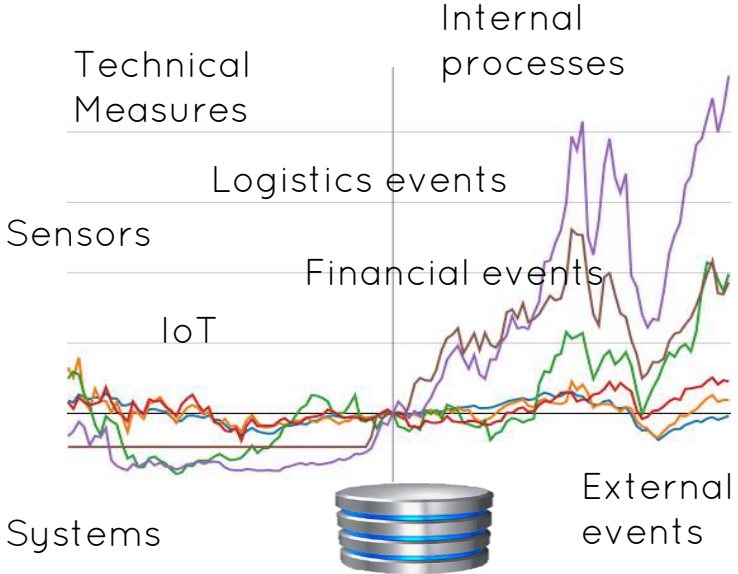 Internal
processes
Technical
Measures
Logistics events
Sensors
Financial events
IoT
External
events
Systems